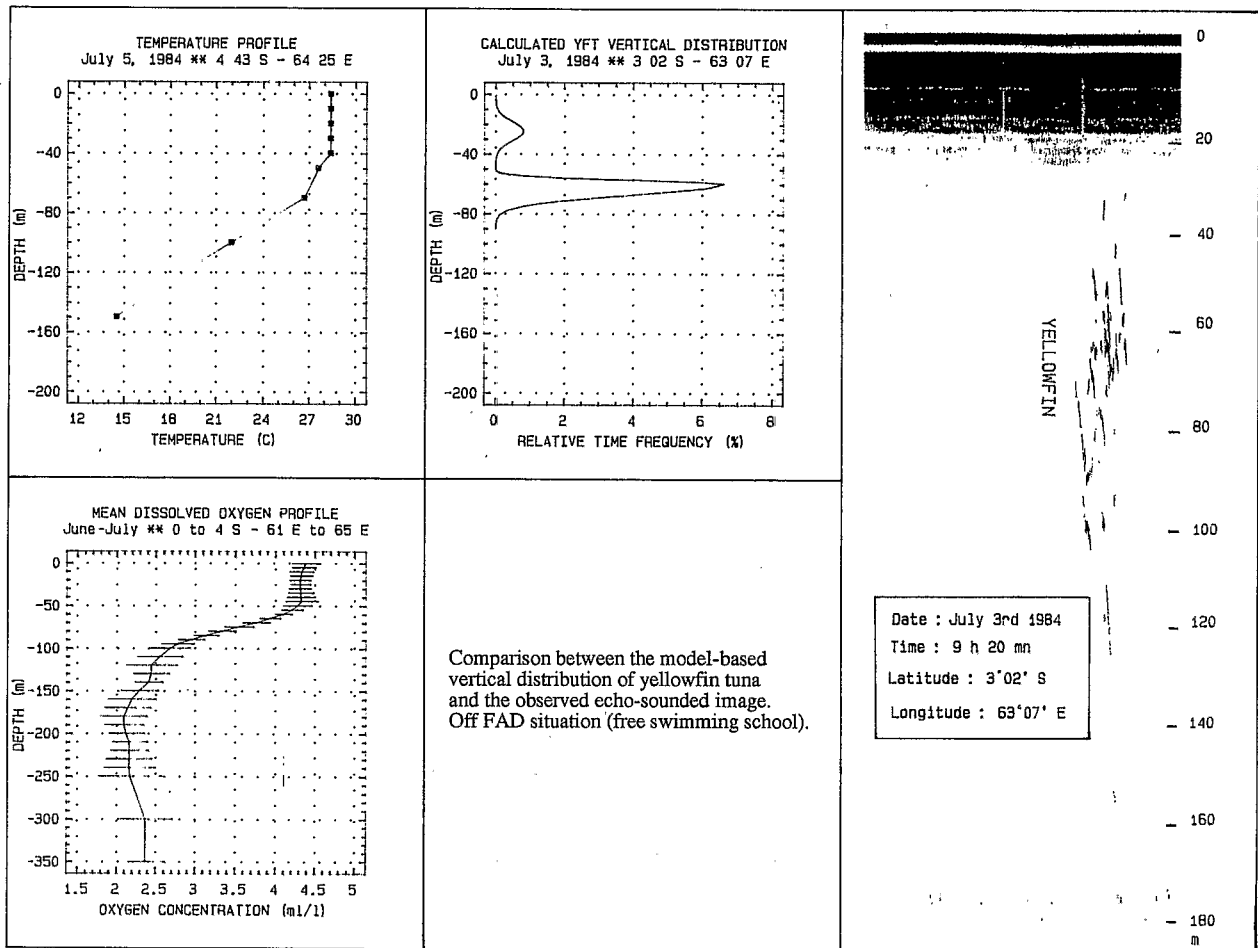 TEMPERATURE PROFILE
July 5, 1984 ** 4 43 S - 64 25 E
0
-40
-80
-120
-160
-200
DEPTH (m)
12
15
18
21
24
27
30
TEMPERATURE (C)
CALCULATED YFT VERTICAL DISTRIBUTION
July 3, 1984 ** 3 02 S - 63 07 E
0
-40
-80
-120
-160
-200
DEPTH (m)
0
2
4
6
8
RELATIVE TIME FREQUENCY (%)
MEAN DISSOLVED OXYGEN PROFILE
June-July ** 0 to 4 S - 61 E to 65 E
0
-50
-100
-150
-200
-250
-300
-350
DEPTH (m)
1.5
2
2.5
3
3.5
4
4.5
5
OXYGEN CONCENTRATION (ml/l)
Comparison between the model-based
vertical distribution of yellowfin tuna
and the observed echo-sounded image.
Off FAD situation (free swimming school).
0
20
40
60
80
100
120
140
160
180
m
YELLOWFIN
Date : July 3rd 1984
Time : 9 h 20 mn
Latitude : 3°02' S
Longitude : 63°07' E